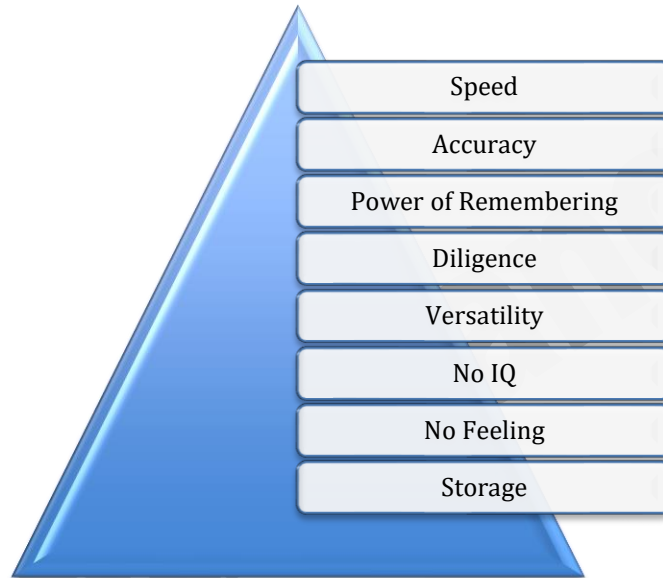 Speed
Accuracy
Power of Remembering
Diligence
Versatility
No IQ
No Feeling
Storage